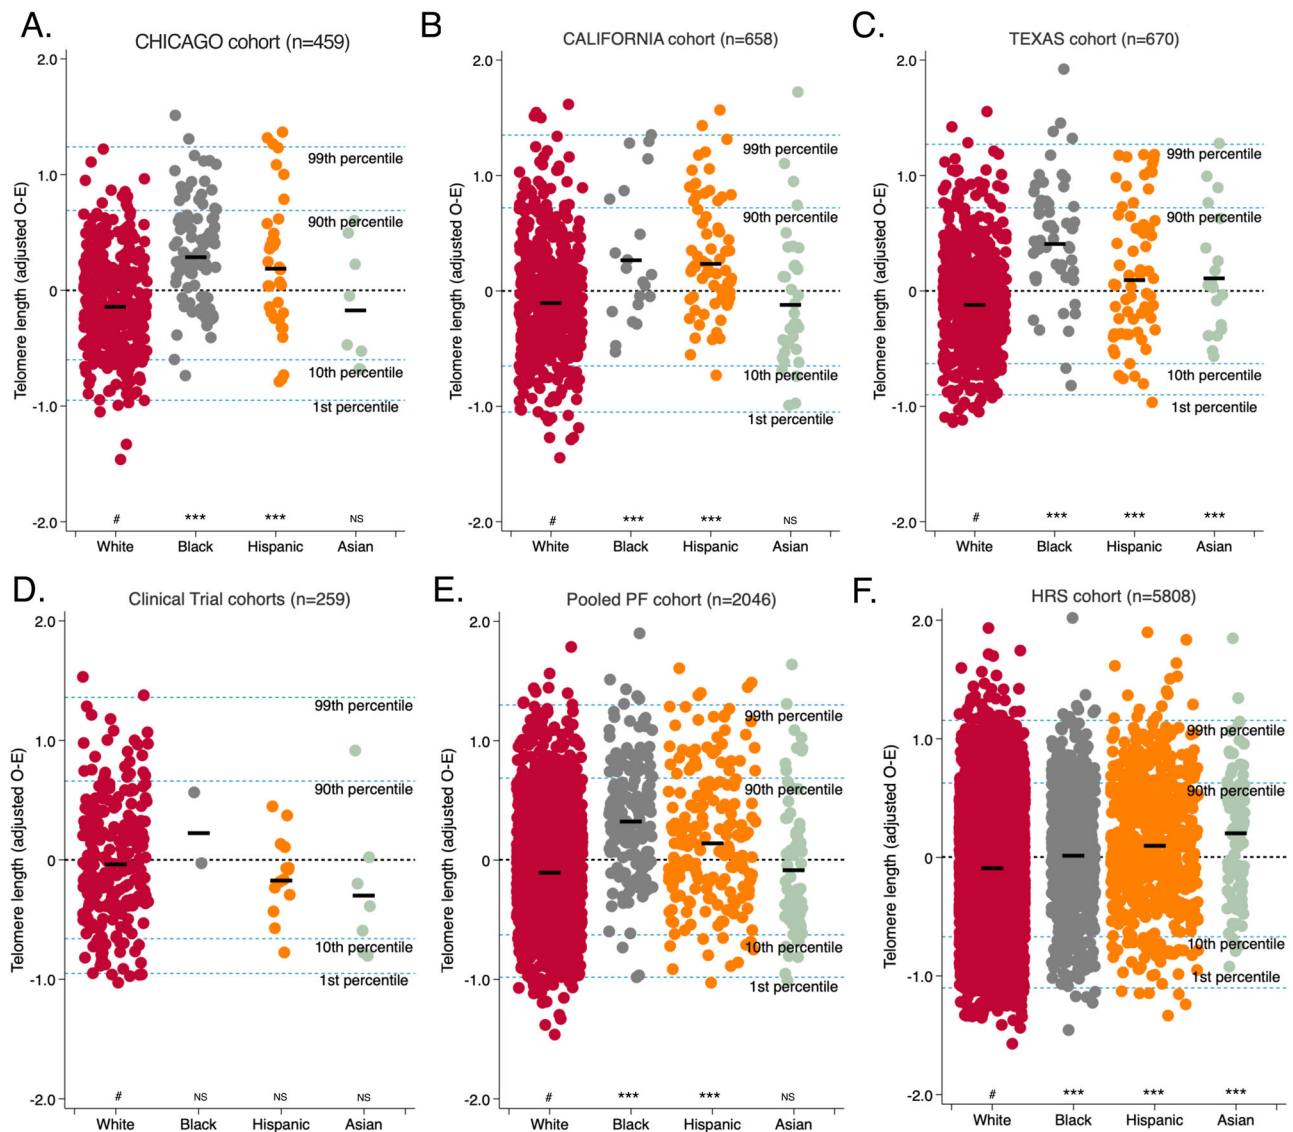 A.
CHICAGO cohort (n=459)
Telomere length (adjusted O-E)
2.0
1.0
0
-1.0
-2.0
99th percentile
90th percentile
10th percentile
1st percentile
# *** *** NS
White Black Hispanic Asian
B
CALIFORNIA cohort (n=658)
Telomere length (adjusted O-E)
2.0
1.0
0
-1.0
-2.0
99th percentile
90th percentile
10th percentile
1st percentile
# *** *** NS
White Black Hispanic Asian
C.
TEXAS cohort (n=670)
Telomere length (adjusted O-E)
2.0
1.0
0
-1.0
-2.0
99th percentile
90th percentile
10th percentile
1st percentile
# *** *** ***
White Black Hispanic Asian
D.
Clinical Trial cohorts (n=259)
Telomere length (adjusted O-E)
2.0
1.0
0
-1.0
-2.0
99th percentile
90th percentile
10th percentile
1st percentile
# NS NS NS
White Black Hispanic Asian
E.
Pooled PF cohort (n=2046)
Telomere length (adjusted O-E)
2.0
1.0
0
-1.0
-2.0
99th percentile
90th percentile
10th percentile
1st percentile
# *** *** NS
White Black Hispanic Asian
F.
HRS cohort (n=5808)
Telomere length (adjusted O-E)
2.0
1.0
0
-1.0
-2.0
99th percentile
90th percentile
10th percentile
1st percentile
# *** *** ***
White Black Hispanic Asian